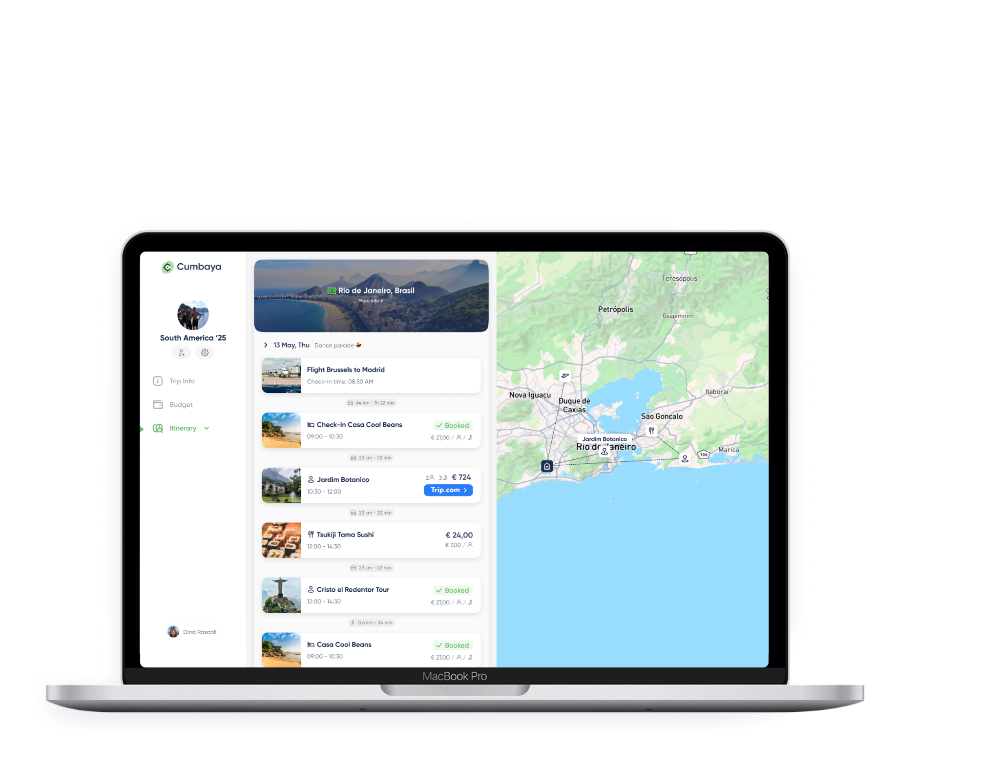 Cumbaya
South America ‘25
Trip Info
Budget
Itinerary
Dina Rascall
Rio de Janeiro, Brasil
More info
13 May, Thu Dance parade
Flight Brussels to Madrid
Check-in time: 08:50 AM
64 km - 1h 22 min
Check-in Casa Cool Beans
Booked
09:00 - 10:30
€ 27,00 / /
23 km - 22 min
Jardim Botanico
2 3 € 724
10:30 - 12:00
Trip.com
23 km - 22 min
Tsukiji Tama Sushi
€ 24,00
12:00 - 14:30
€ 7,00 /
23 km - 22 min
Cristo el Redentor Tour
Booked
12:00 - 14:30
€ 27,00 / /
0.6 km - 24 min
Casa Cool Beans
Booked
09:00 - 10:30
€ 27,00 / /
Teresópolis
Petrópolis
Guapimirim
Itaboraí
Nova Iguaçu
Duque de
Caxias
Sao Goncalo
Jardim Botanico
Rio de Janeiro
Maricá
106
MacBook Pro